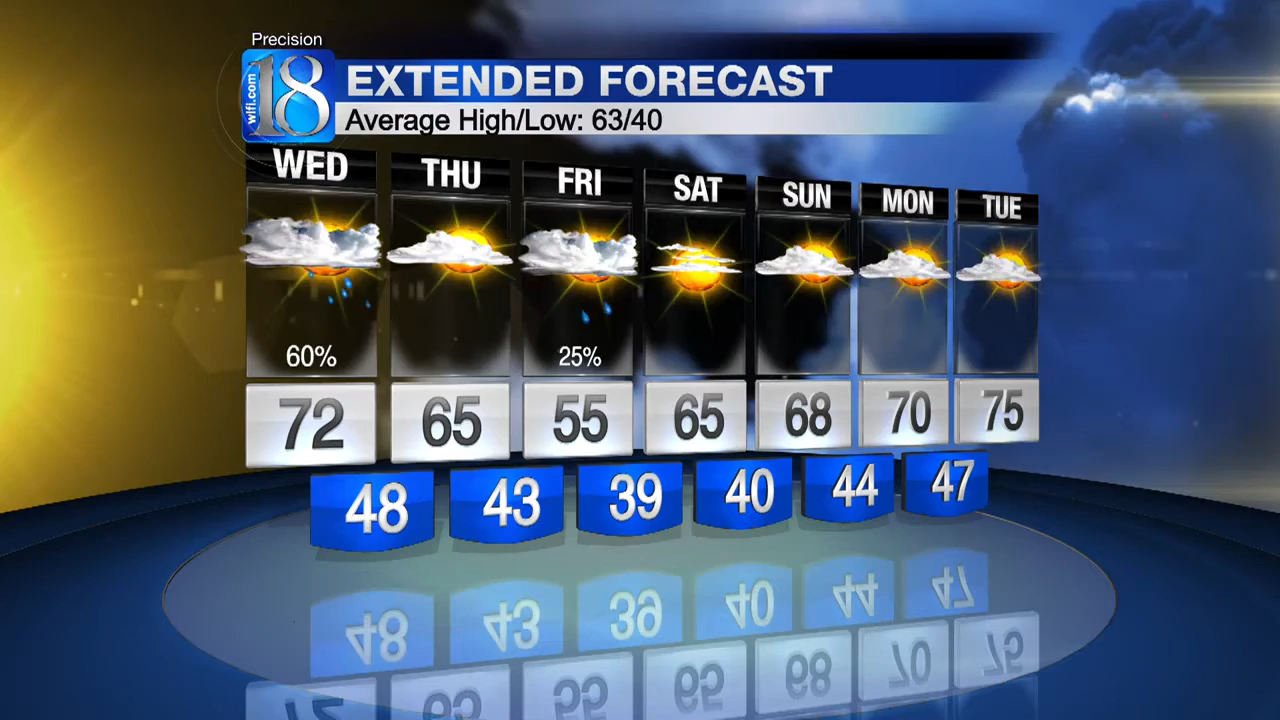 Precision
wlfi.com
18
EXTENDED FORECAST
Average High/Low: 63/40
WED THU FRI SAT SUN MON TUE
60% 25%
72 65 55 65 68 70 75
48 43 39 40 44 47